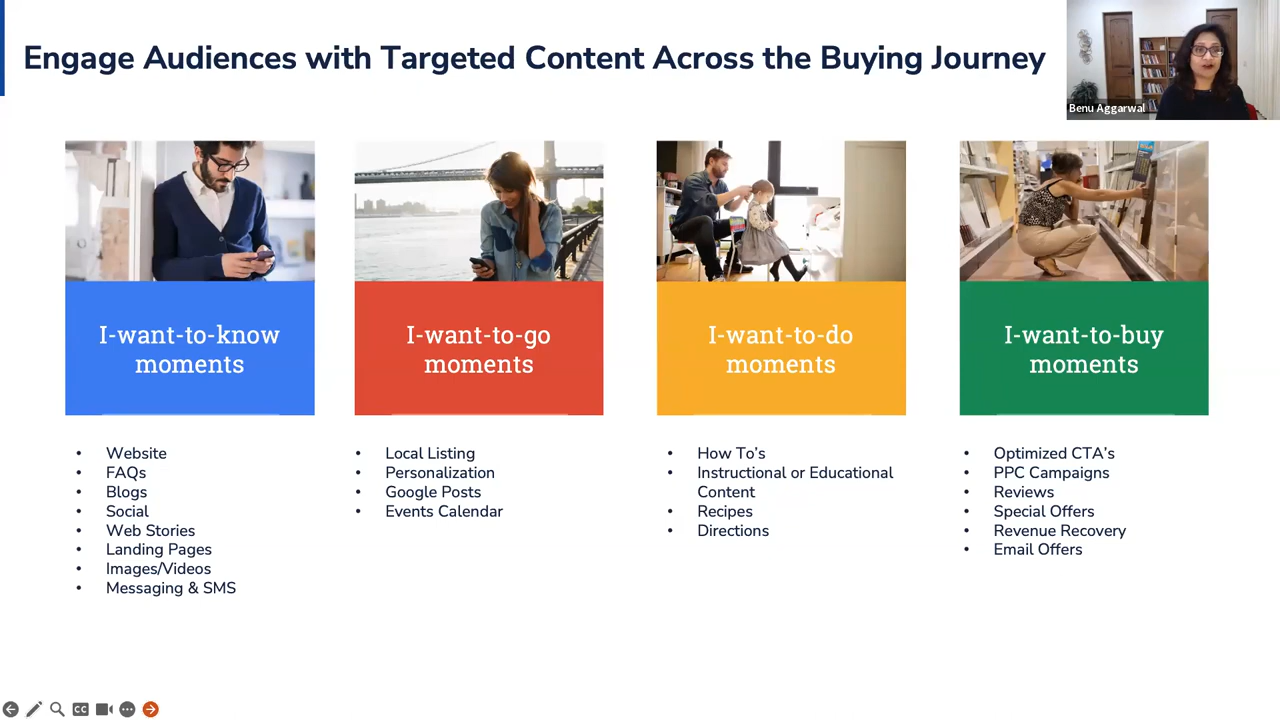 Engage Audiences with Targeted Content Across the Buying Journey
Benu Aggarwal
I-want-to-know
moments
I-want-to-go
moments
I-want-to-do
moments
I-want-to-buy
moments
• Website
• FAQs
• Blogs
• Social
• Web Stories
• Landing Pages
• Images/Videos
• Messaging & SMS
• Local Listing
• Personalization
• Google Posts
• Events Calendar
• How To's
• Instructional or Educational
Content
• Recipes
• Directions
• Optimized CTA's
• PPC Campaigns
• Reviews
• Special Offers
• Revenue Recovery
• Email Offers
CC